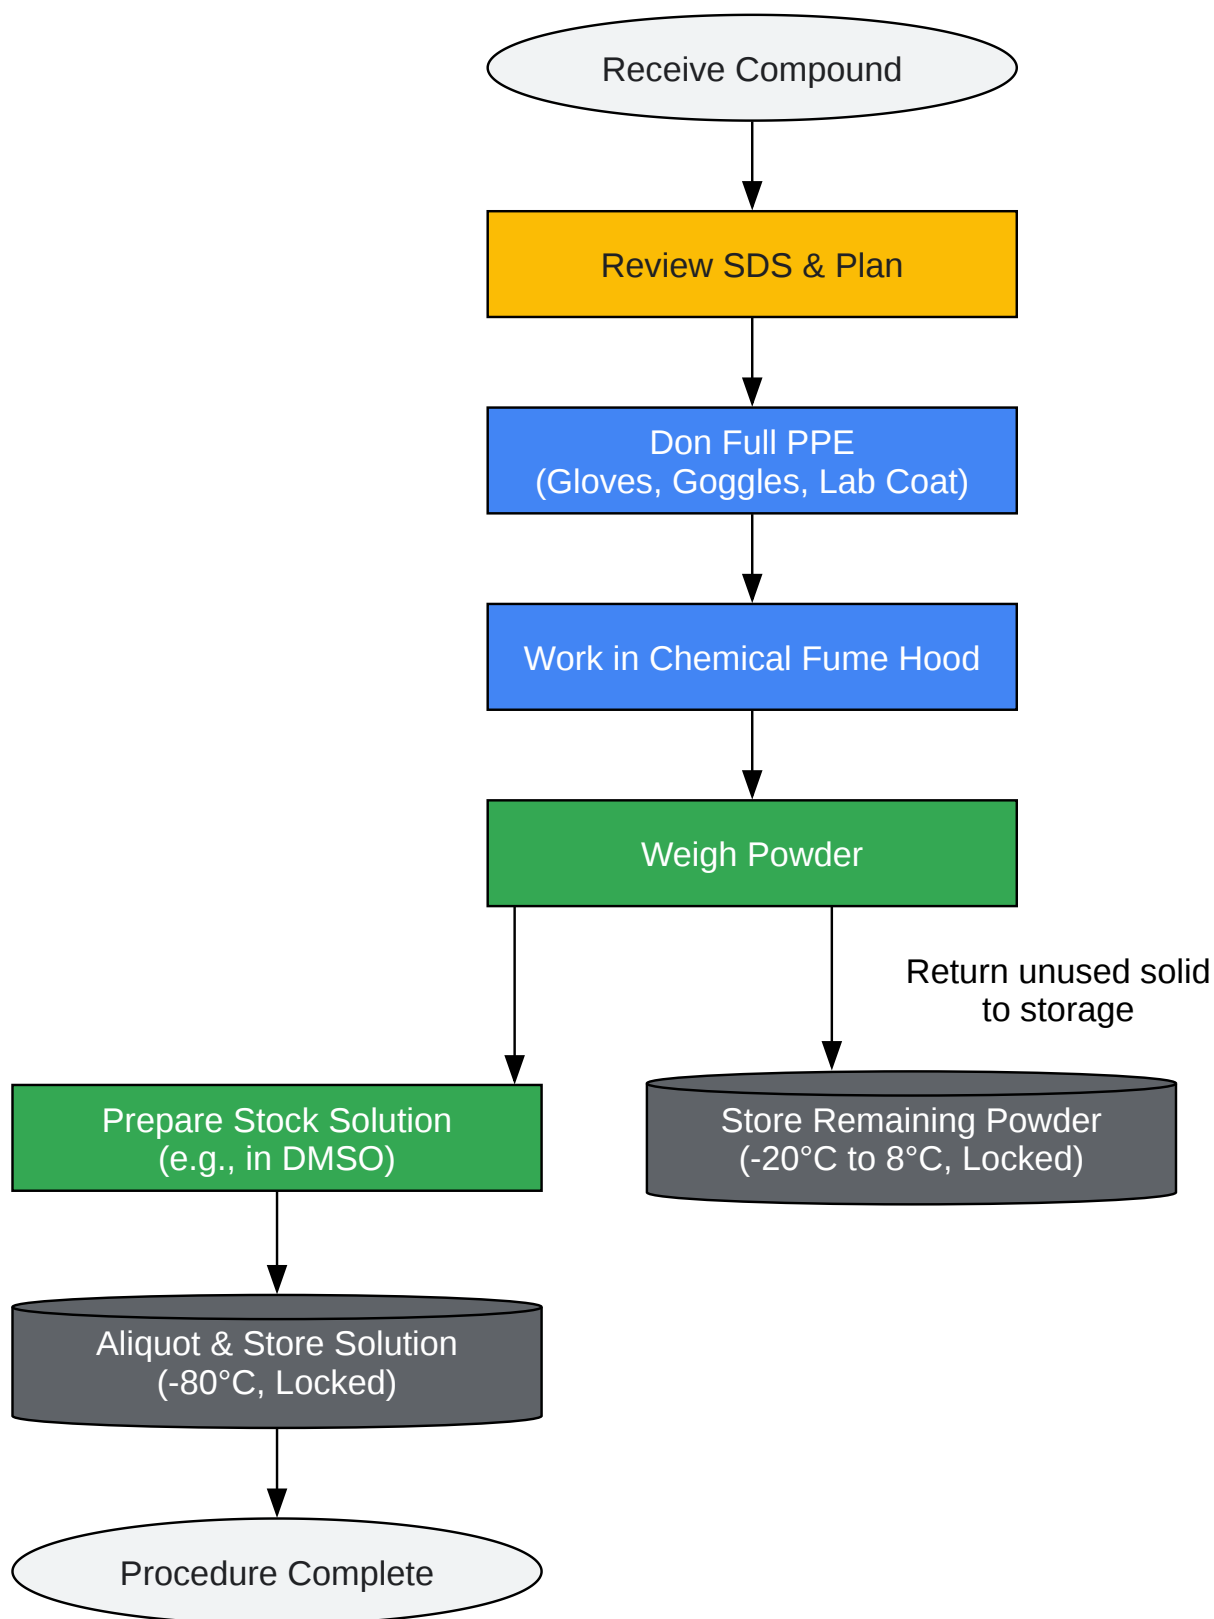 Receive Compound
Review SDS & Plan
Don Full PPE
(Gloves, Goggles, Lab Coat)
Work in Chemical Fume Hood
Weigh Powder
Return unused solid
to storage
Prepare Stock Solution
(e.g., in DMSO)
Store Remaining Powder
(-20°C to 8°C, Locked)
Aliquot & Store Solution
(-80°C, Locked)
Procedure Complete